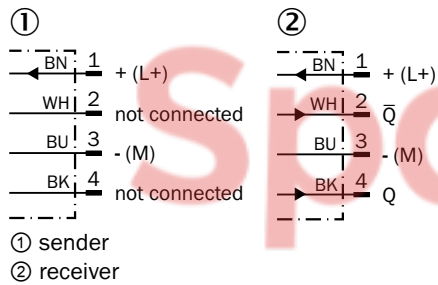 ① ②
BN 1 + (L+)
WH 2 not connected
BU 3 - (M)
BK 4 not connected
BN 1 + (L+)
WH 2 Q̅
BU 3 - (M)
BK 4 Q
① sender
② receiver
Spo